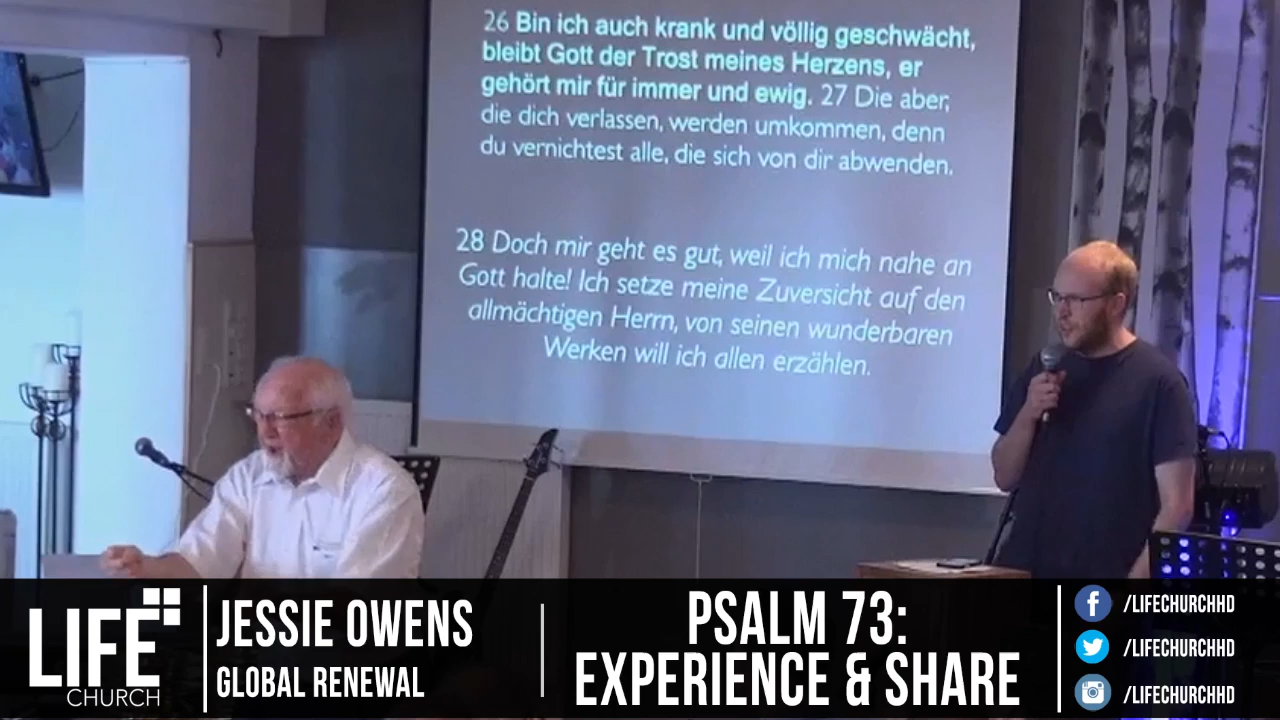 26 Bin ich auch krank und völlig geschwächt,
bleibt Gott der Trost meines Herzens, er
gehört mir für immer und ewig. 27 Die aber,
die dich verlassen, werden umkommen, denn
du vernichtest alle, die sich von dir abwenden.
28 Doch mir geht es gut, weil ich mich nahe an
Gott halte! Ich setze meine Zuversicht auf den
allmächtigen Herrn, von seinen wunderbaren
Werken will ich allen erzählen.
LIFE
CHURCH
JESSIE OWENS
GLOBAL RENEWAL
PSALM 73:
EXPERIENCE & SHARE
/LIFECHURCHHD
/LIFECHURCHHD
/LIFECHURCHHD